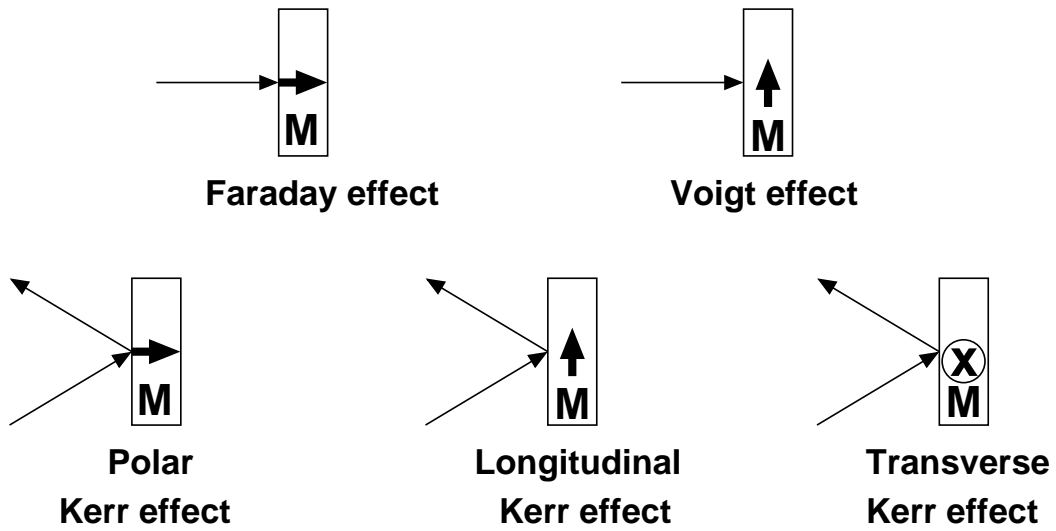 M
M
Faraday effect
Voigt effect
X
M
M
M
Polar
Longitudinal
Transverse
Kerr effect
Kerr effect
Kerr effect